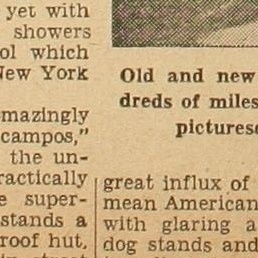 yet with
showers
ol which
New York
mazingly
campos,”
the un-
ractically
e super-
stands a
roof hut,
Old and new
dreds of miles
pictures
great influx of
mean American
with glaring a
dog stands and